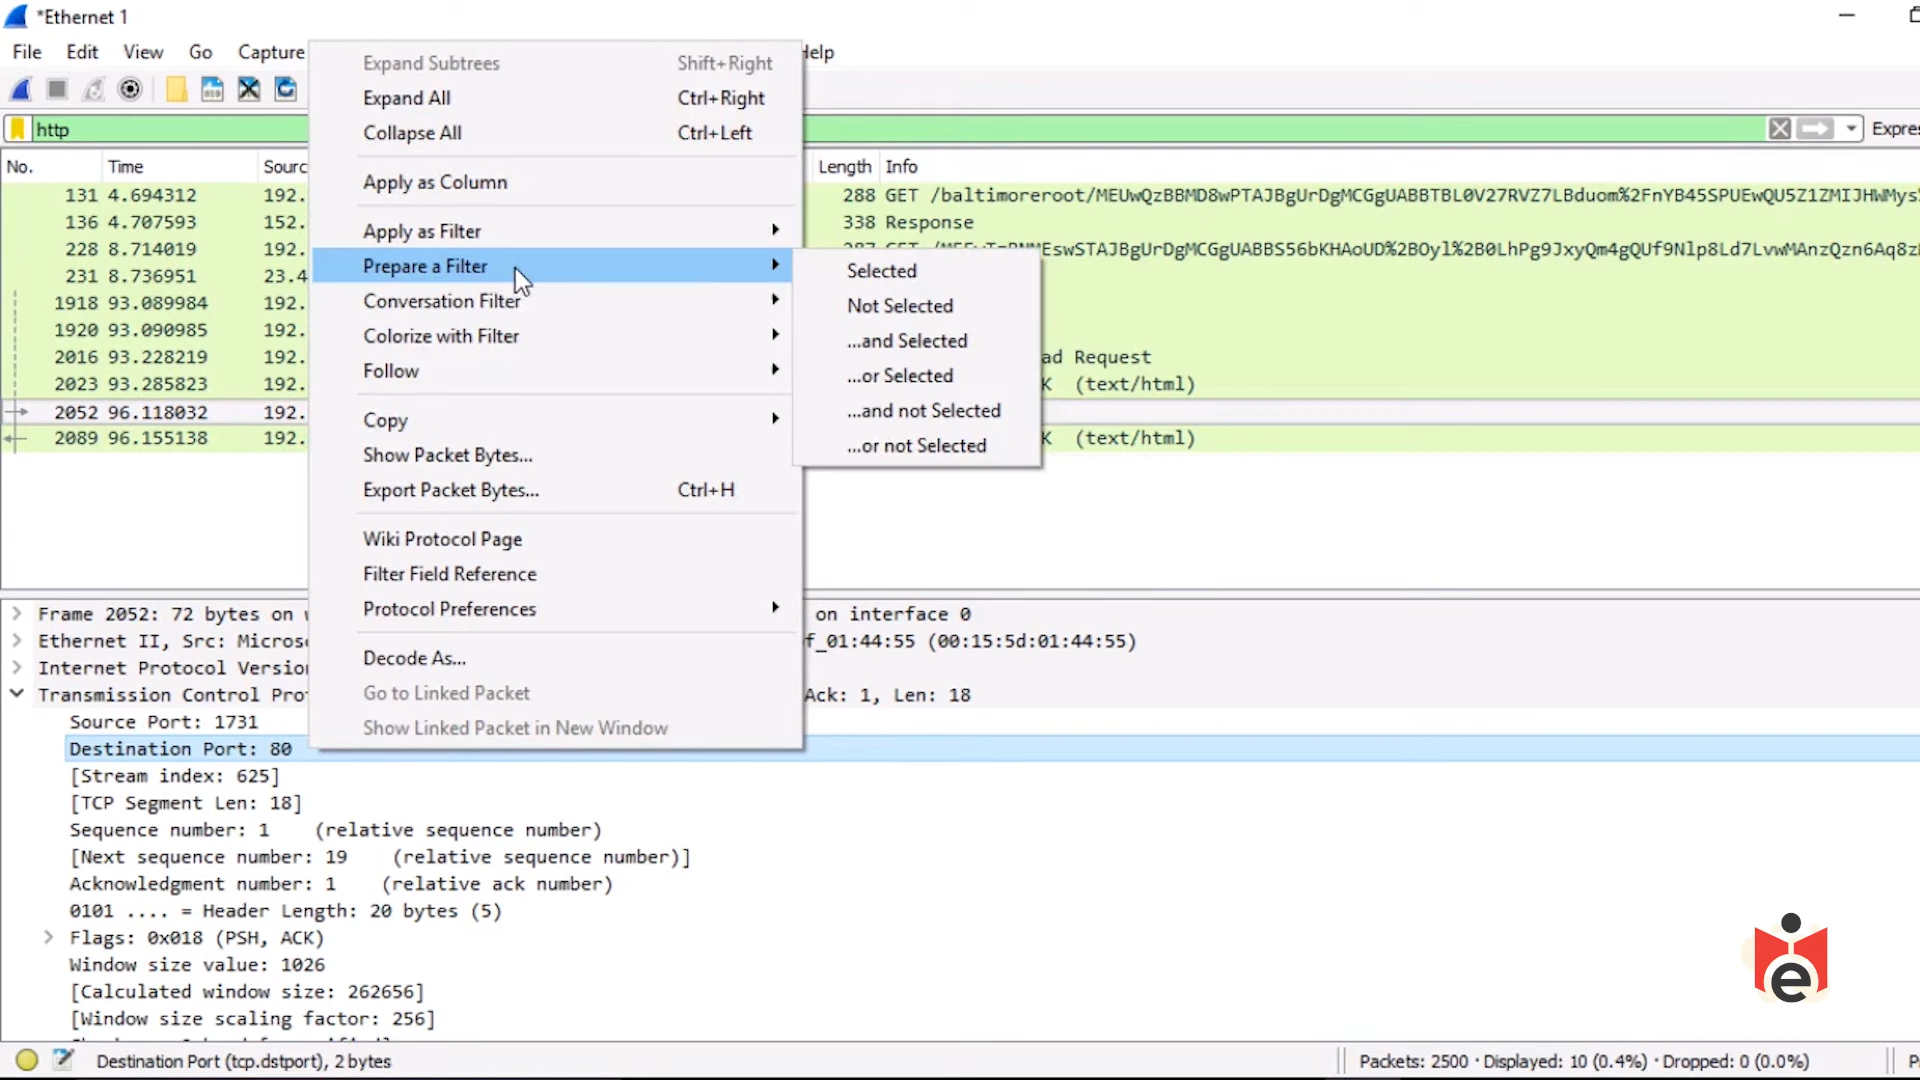 *Ethernet 1
File Edit View Go Capture Help
http
Expres
No. Time Sourc Length Info
131 4.694312 192. 288 GET /baltimoreroot/
136 4.707593 152. 338 Response
228 8.714019 192. 287 GET
231 8.736951 23.4
1918 93.089984 192.
1920 93.090985 192.
2016 93.228219 192. ad Request
2023 93.285823 192. K (text/html)
2052 96.118032 192.
2089 96.155138 192. K (text/html)
Expand Subtrees Shift+Right
Expand All Ctrl+Right
Collapse All Ctrl+Left
Apply as Column
Apply as Filter
Prepare a Filter
Conversation Filter
Colorize with Filter
Follow
Copy
Show Packet Bytes...
Export Packet Bytes... Ctrl+H
Wiki Protocol Page
Filter Field Reference
Protocol Preferences
Decode As...
Go to Linked Packet
Show Linked Packet in New Window
Selected
Not Selected
...and Selected
...or Selected
...and not Selected
...or not Selected
Frame 2052: 72 bytes on w on interface 0
Ethernet II, Src: Microso f_01:44:55 (00:15:5d:01:44:55)
Internet Protocol Version
Transmission Control Prot Ack: 1, Len: 18
Source Port: 1731
Destination Port: 80
[Stream index: 625]
[TCP Segment Len: 18]
Sequence number: 1 (relative sequence number)
[Next sequence number: 19 (relative sequence number)]
Acknowledgment number: 1 (relative ack number)
0101 .... = Header Length: 20 bytes (5)
Flags: 0x018 (PSH, ACK)
Window size value: 1026
[Calculated window size: 262656]
[Window size scaling factor: 256]
Destination Port (tcp.dstport), 2 bytes
Packets: 2500 · Displayed: 10 (0.4%) · Dropped: 0 (0.0%)
e